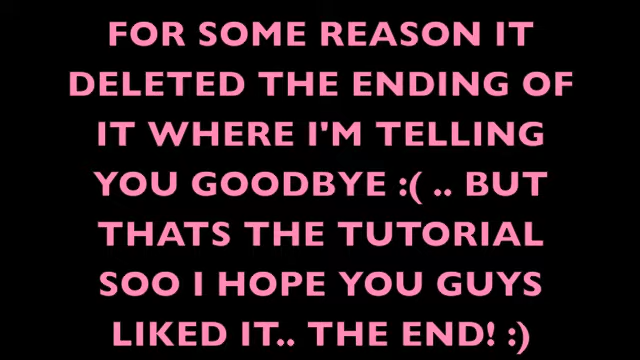 FOR SOME REASON IT
DELETED THE ENDING OF
IT WHERE I'M TELLING
YOU GOODBYE :( .. BUT
THATS THE TUTORIAL
SOO I HOPE YOU GUYS
LIKED IT.. THE END! :)